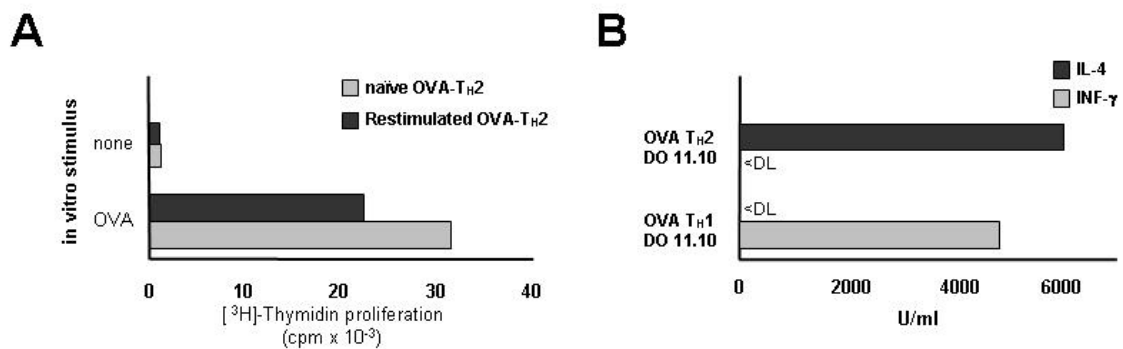 A
naïve OVA-TH2
Restimulated OVA-TH2
in vitro stimulus
none
OVA
0 10 20 30 40
[ ³H]-Thymidin proliferation
(cpm x 10⁻³)
B
IL-4
INF-γ
OVA TH2
DO 11.10
<DL
<DL
OVA TH1
DO 11.10
0 2000 4000 6000
U/ml